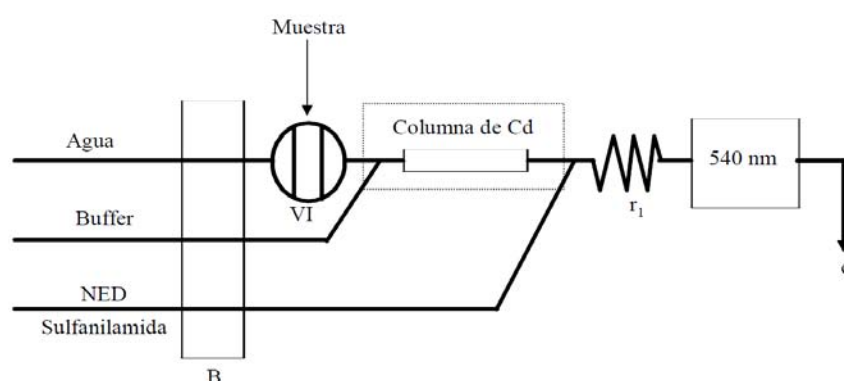 Muestra
Columna de Cd
Agua
540 nm
VI
r1
Buffer
NED
Sulfanilamida
B